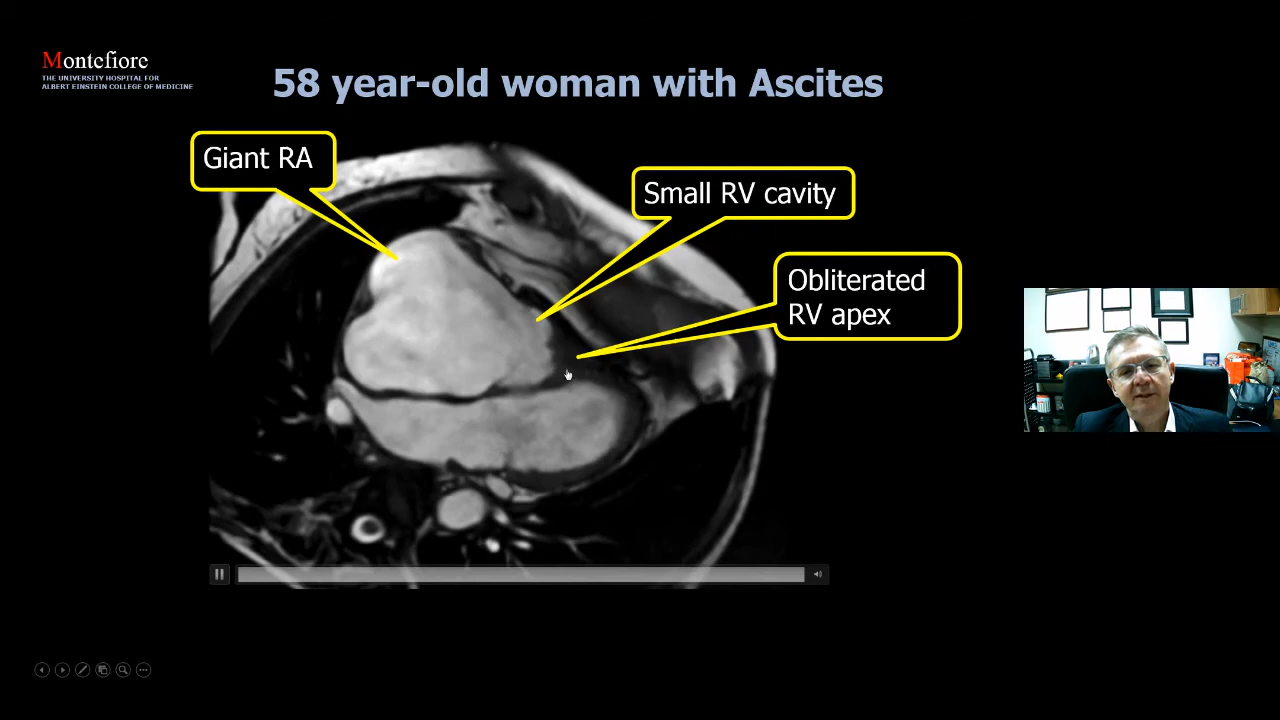 Montefiore
THE UNIVERSITY HOSPITAL FOR
ALBERT EINSTEIN COLLEGE OF MEDICINE
58 year-old woman with Ascites
Giant RA
Small RV cavity
Obliterated
RV apex